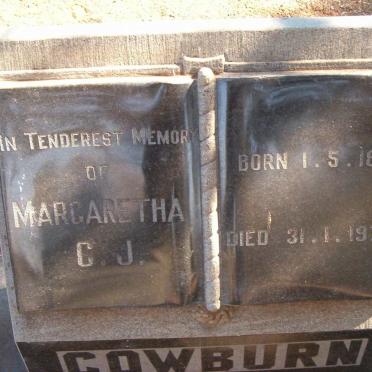 IN TENDEREST MEMORY
OF
MARGARETHA
C. J.
BORN 1.5.18
DIED 31.1.19
COWBURN